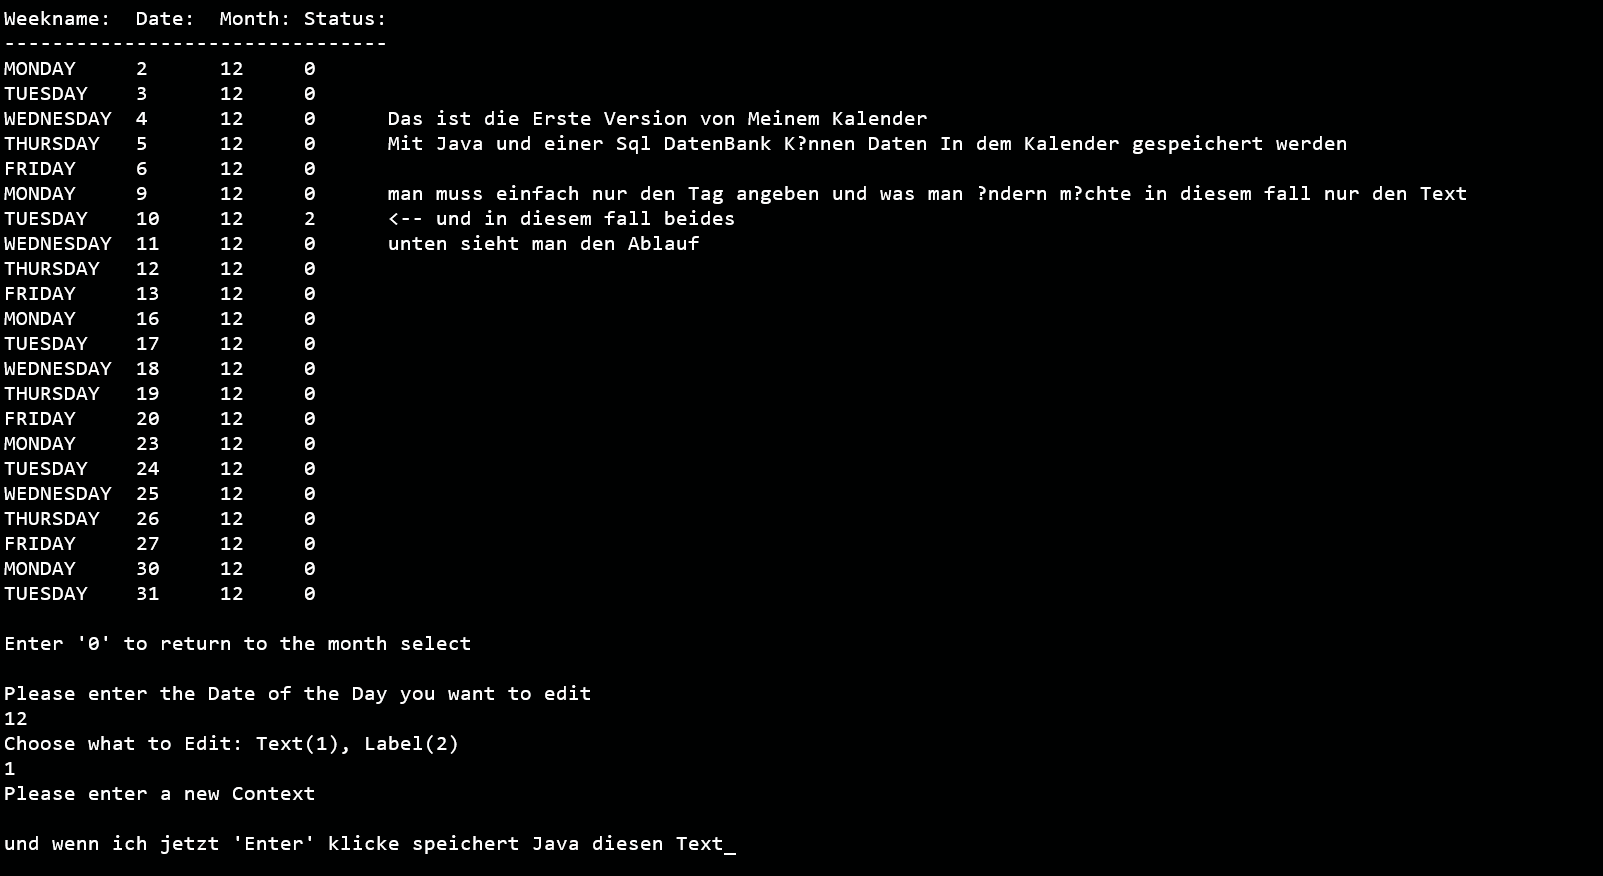 Weekname:  Date:  Month: Status:
--------------------------------
MONDAY     2      12     0
TUESDAY    3      12     0
WEDNESDAY  4      12     0      Das ist die Erste Version von Meinem Kalender
THURSDAY   5      12     0      Mit Java und einer Sql DatenBank K?nnen Daten In dem Kalender gespeichert werden
FRIDAY     6      12     0
MONDAY     9      12     0      man muss einfach nur den Tag angeben und was man ?ndern m?chte in diesem fall nur den Text
TUESDAY    10     12     2      <-- und in diesem fall beides
WEDNESDAY  11     12     0      unten sieht man den Ablauf
THURSDAY   12     12     0
FRIDAY     13     12     0
MONDAY     16     12     0
TUESDAY    17     12     0
WEDNESDAY  18     12     0
THURSDAY   19     12     0
FRIDAY     20     12     0
MONDAY     23     12     0
TUESDAY    24     12     0
WEDNESDAY  25     12     0
THURSDAY   26     12     0
FRIDAY     27     12     0
MONDAY     30     12     0
TUESDAY    31     12     0
Enter '0' to return to the month select
Please enter the Date of the Day you want to edit
12
Choose what to Edit: Text(1), Label(2)
1
Please enter a new Context
und wenn ich jetzt 'Enter' klicke speichert Java diesen Text_